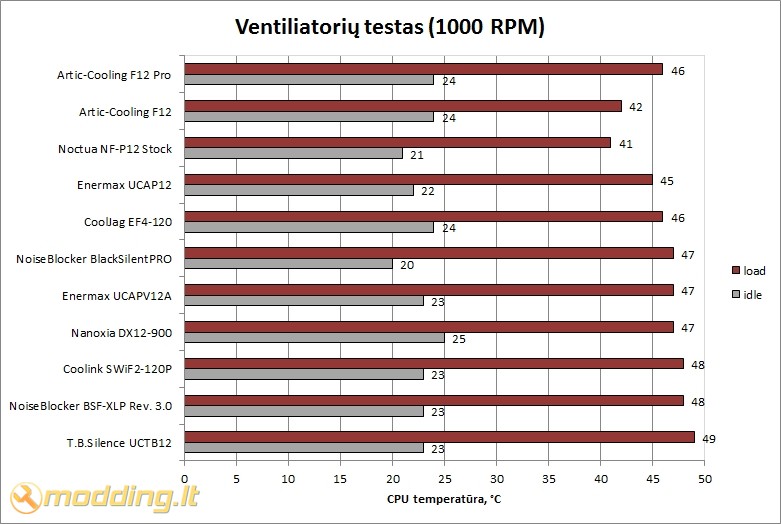 Ventiliatorių testas (1000 RPM)
Artic-Cooling F12 Pro
46
24
Artic-Cooling F12
42
24
Noctua NF-P12 Stock
41
21
Enermax UCAP12
45
22
CoolJag EF4-120
46
24
NoiseBlocker BlackSilentPRO
47
20
Enermax UCAPV12A
47
23
Nanoxia DX12-900
47
25
Coolink SWiF2-120P
48
23
NoiseBlocker BSF-XLP Rev. 3.0
48
23
T.B.Silence UCTB12
49
23
load
idle
0 5 10 15 20 25 30 35 40 45 50
CPU temperatūra, °C
modding.lt